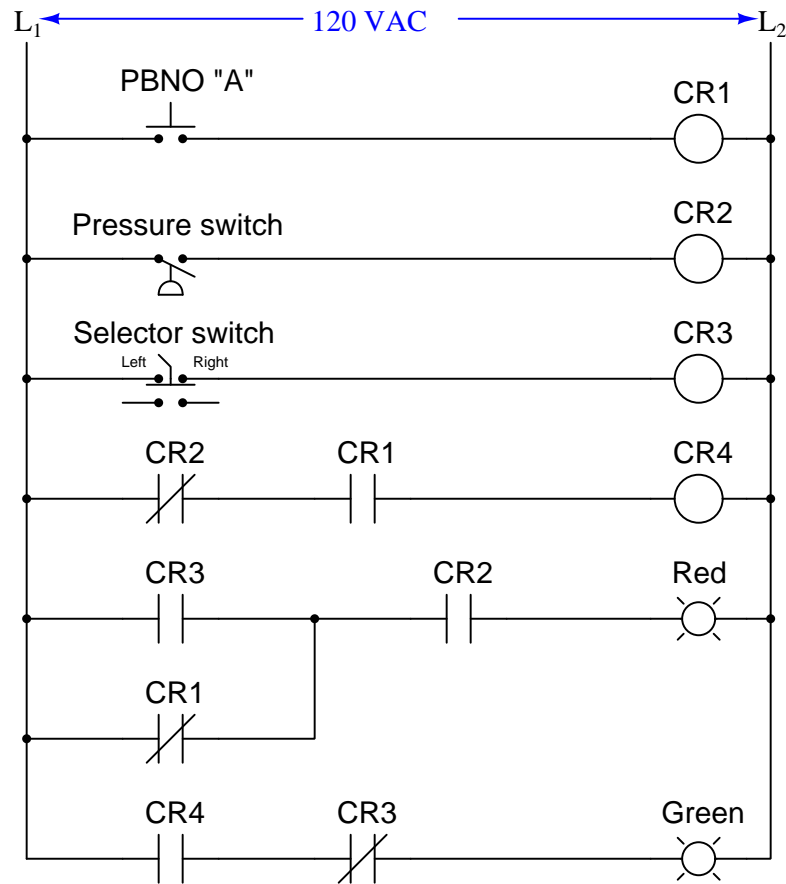 L₁ 120 VAC L₂
PBNO "A"
CR1
Pressure switch
CR2
Selector switch
CR3
Left Right
CR2 CR1 CR4
CR3 CR2 Red
CR1
CR4 CR3 Green